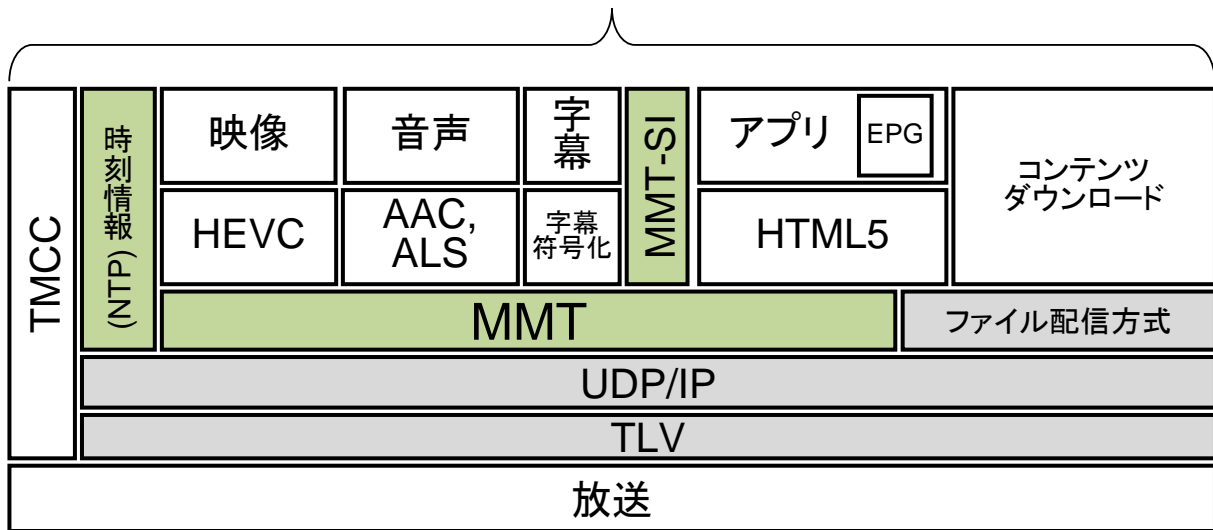 TMCC
時刻情報(NTP)
映像
音声
字幕
MMT-SI
アプリ
EPG
コンテンツ
ダウンロード
HEVC
AAC,
ALS
字幕
符号化
HTML5
MMT
ファイル配信方式
UDP/IP
TLV
放送